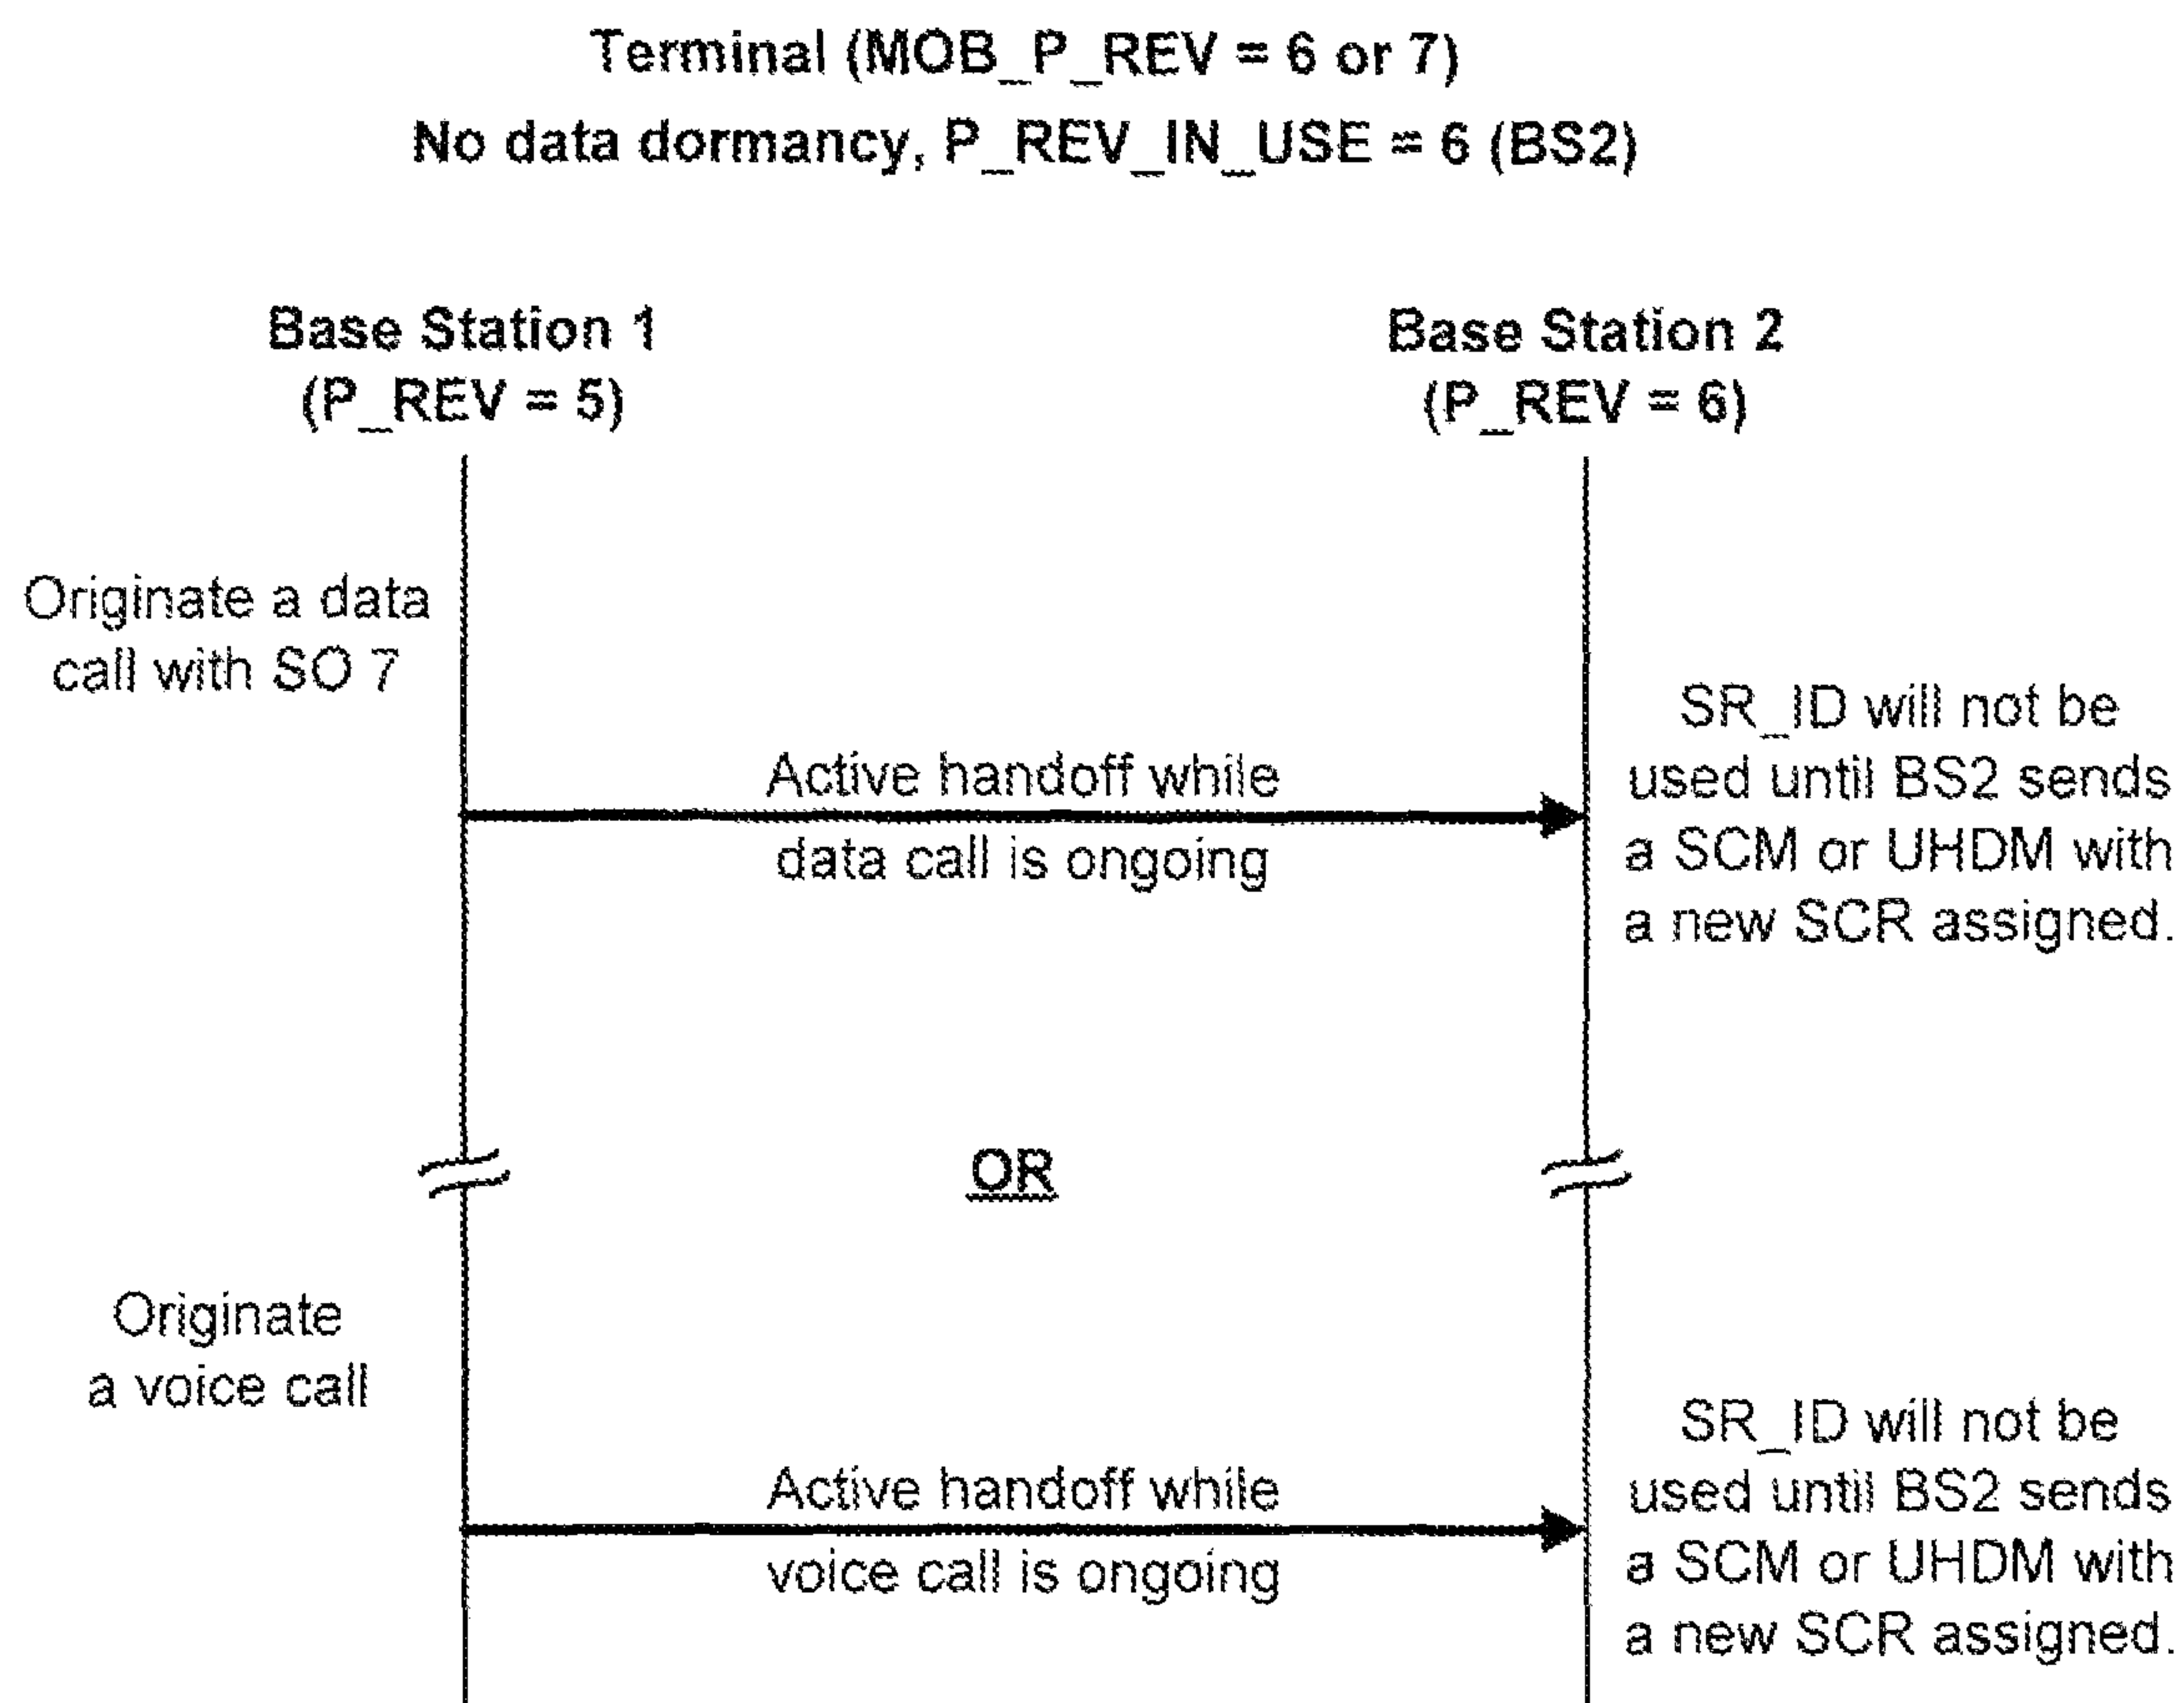 Terminal (MOB_P_REV = 6 or 7)
No data dormancy, P_REV_IN_USE = 6 (BS2)
Base Station 1
(P_REV = 5)
Base Station 2
(P_REV = 6)
Originate a data
call with SO 7
Active handoff while
data call is ongoing
SR_ID will not be
used until BS2 sends
a SCM or UHDM with
a new SCR assigned.
OR
Originate
a voice call
Active handoff while
voice call is ongoing
SR_ID will not be
used until BS2 sends
a SCM or UHDM with
a new SCR assigned.